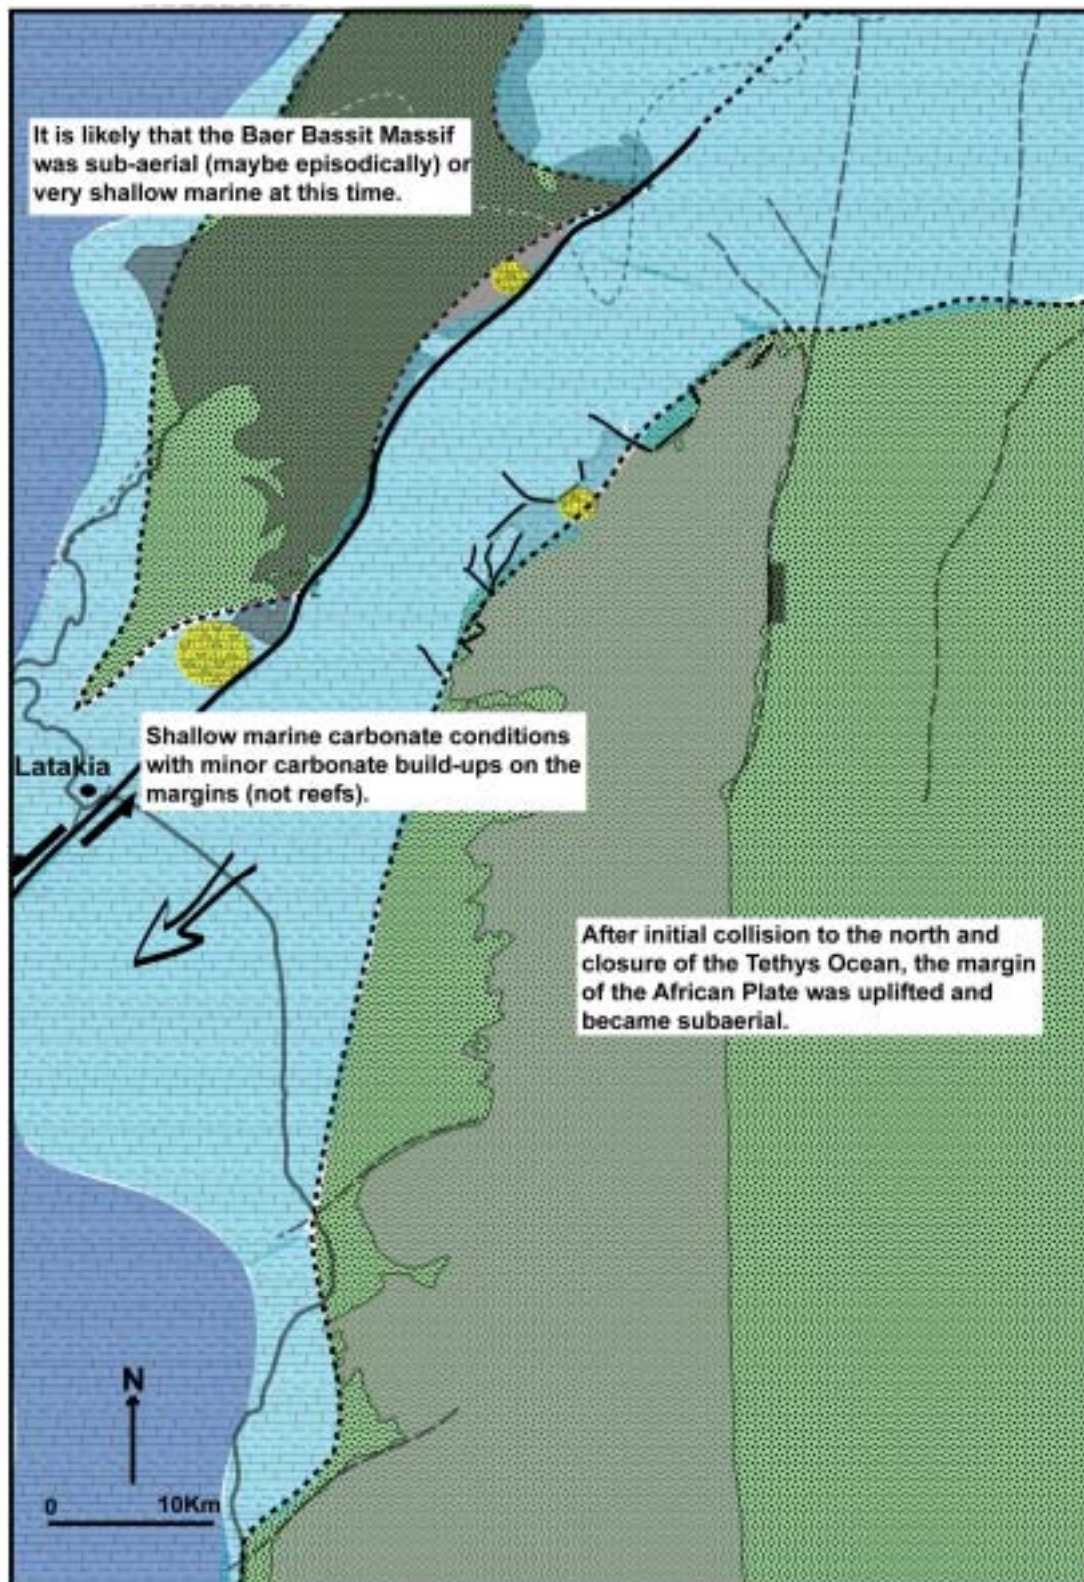 It is likely that the Baer Bassit Massif
was sub-aerial (maybe episodically) or
very shallow marine at this time.
Shallow marine carbonate conditions
with minor carbonate build-ups on the
margins (not reefs).
Latakia
After initial collision to the north and
closure of the Tethys Ocean, the margin
of the African Plate was uplifted and
became subaerial.
N
0 10Km